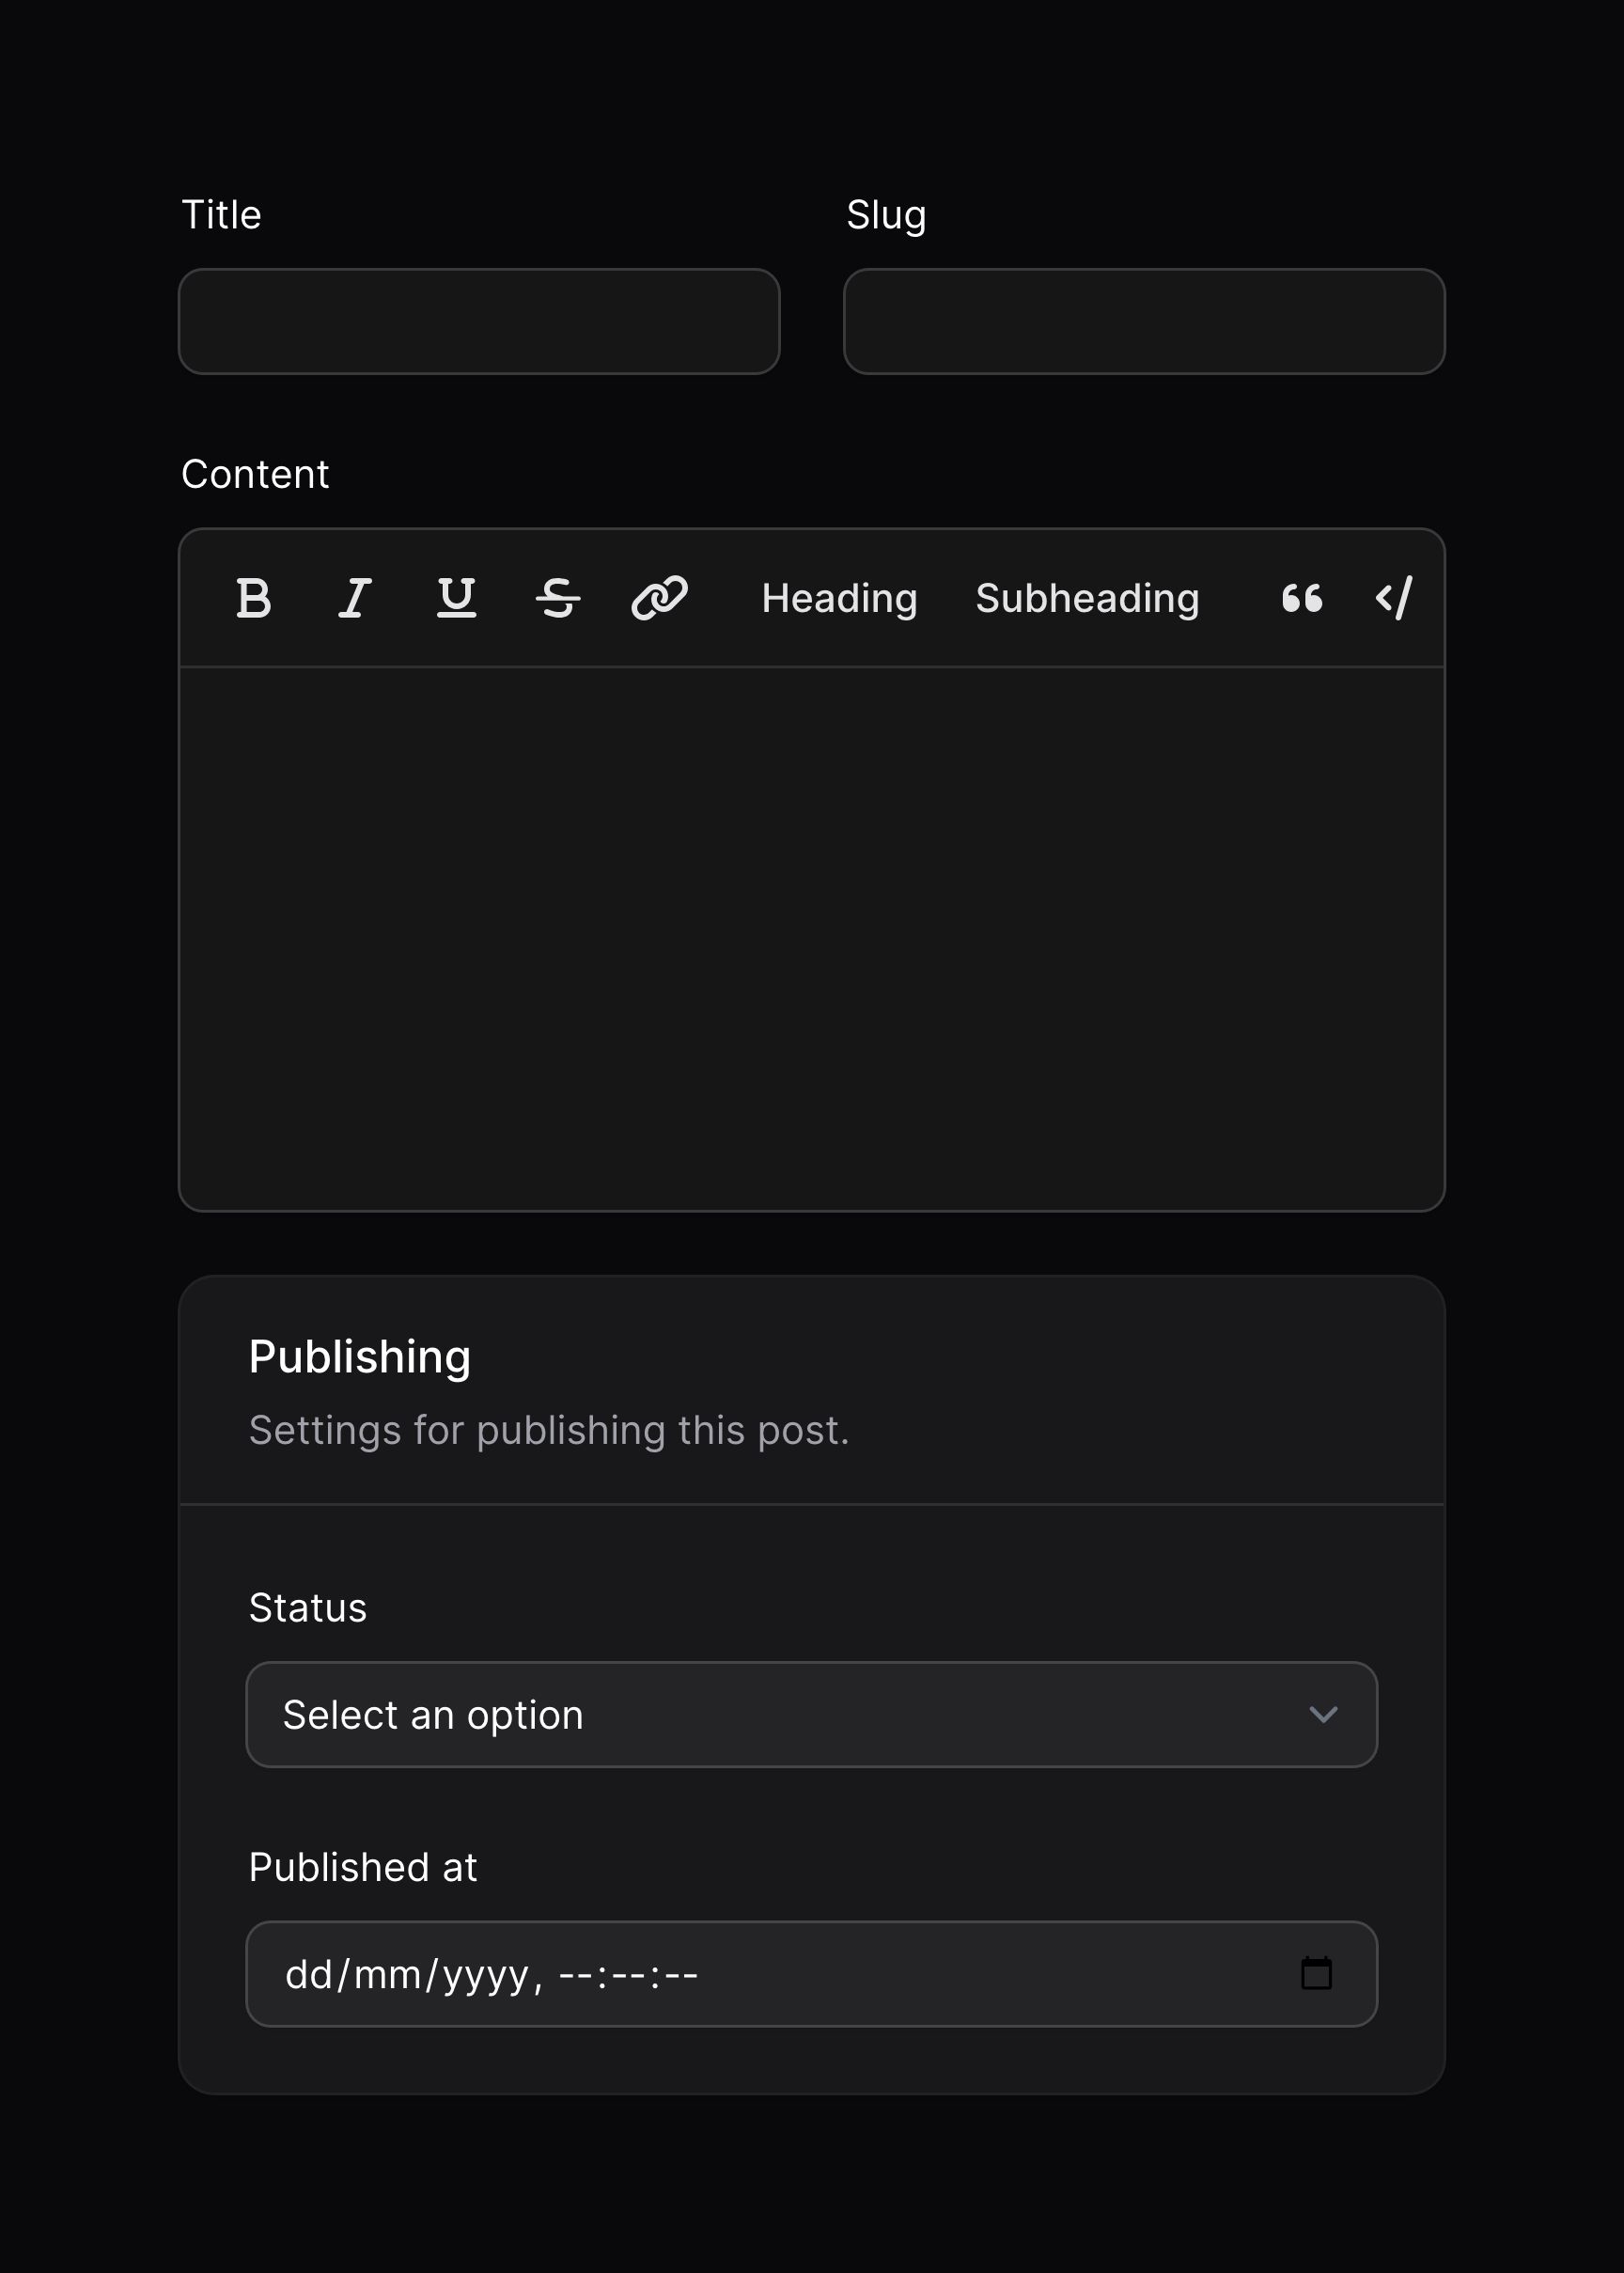 Title
Slug
Content
Heading Subheading
Publishing
Settings for publishing this post.
Status
Select an option
Published at
dd/mm/yyyy, --:--:--